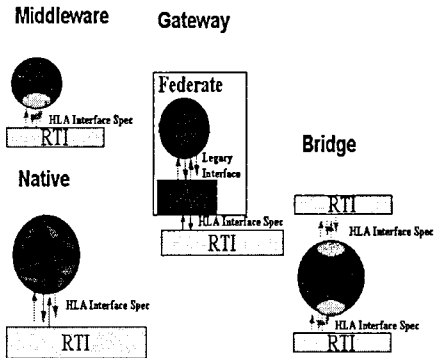 Middleware
HLA Interface Spec
RTI
Gateway
Federate
Legacy
Interface
HLA Interface Spec
RTI
Native
HLA Interface Spec
RTI
Bridge
RTI
HLA Interface Spec
HLA Interface Spec
RTI